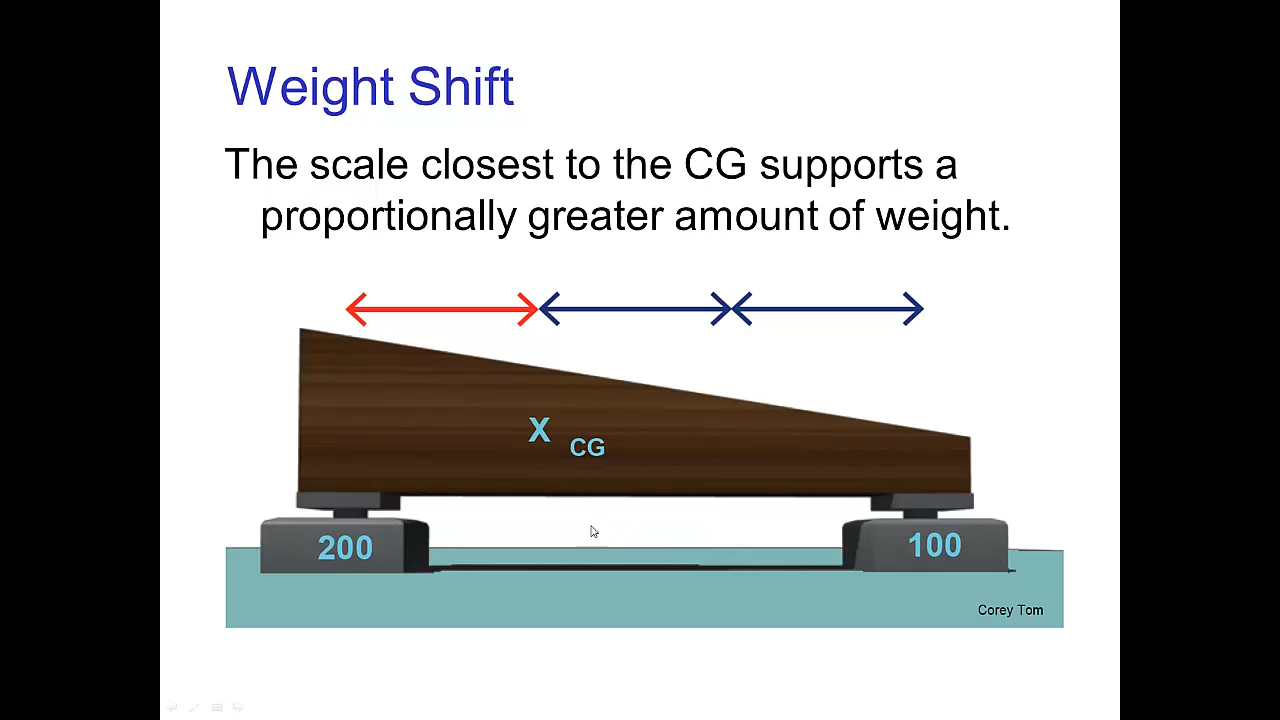 Weight Shift
The scale closest to the CG supports a
proportionally greater amount of weight.
X
CG
200
100
Corey Tom